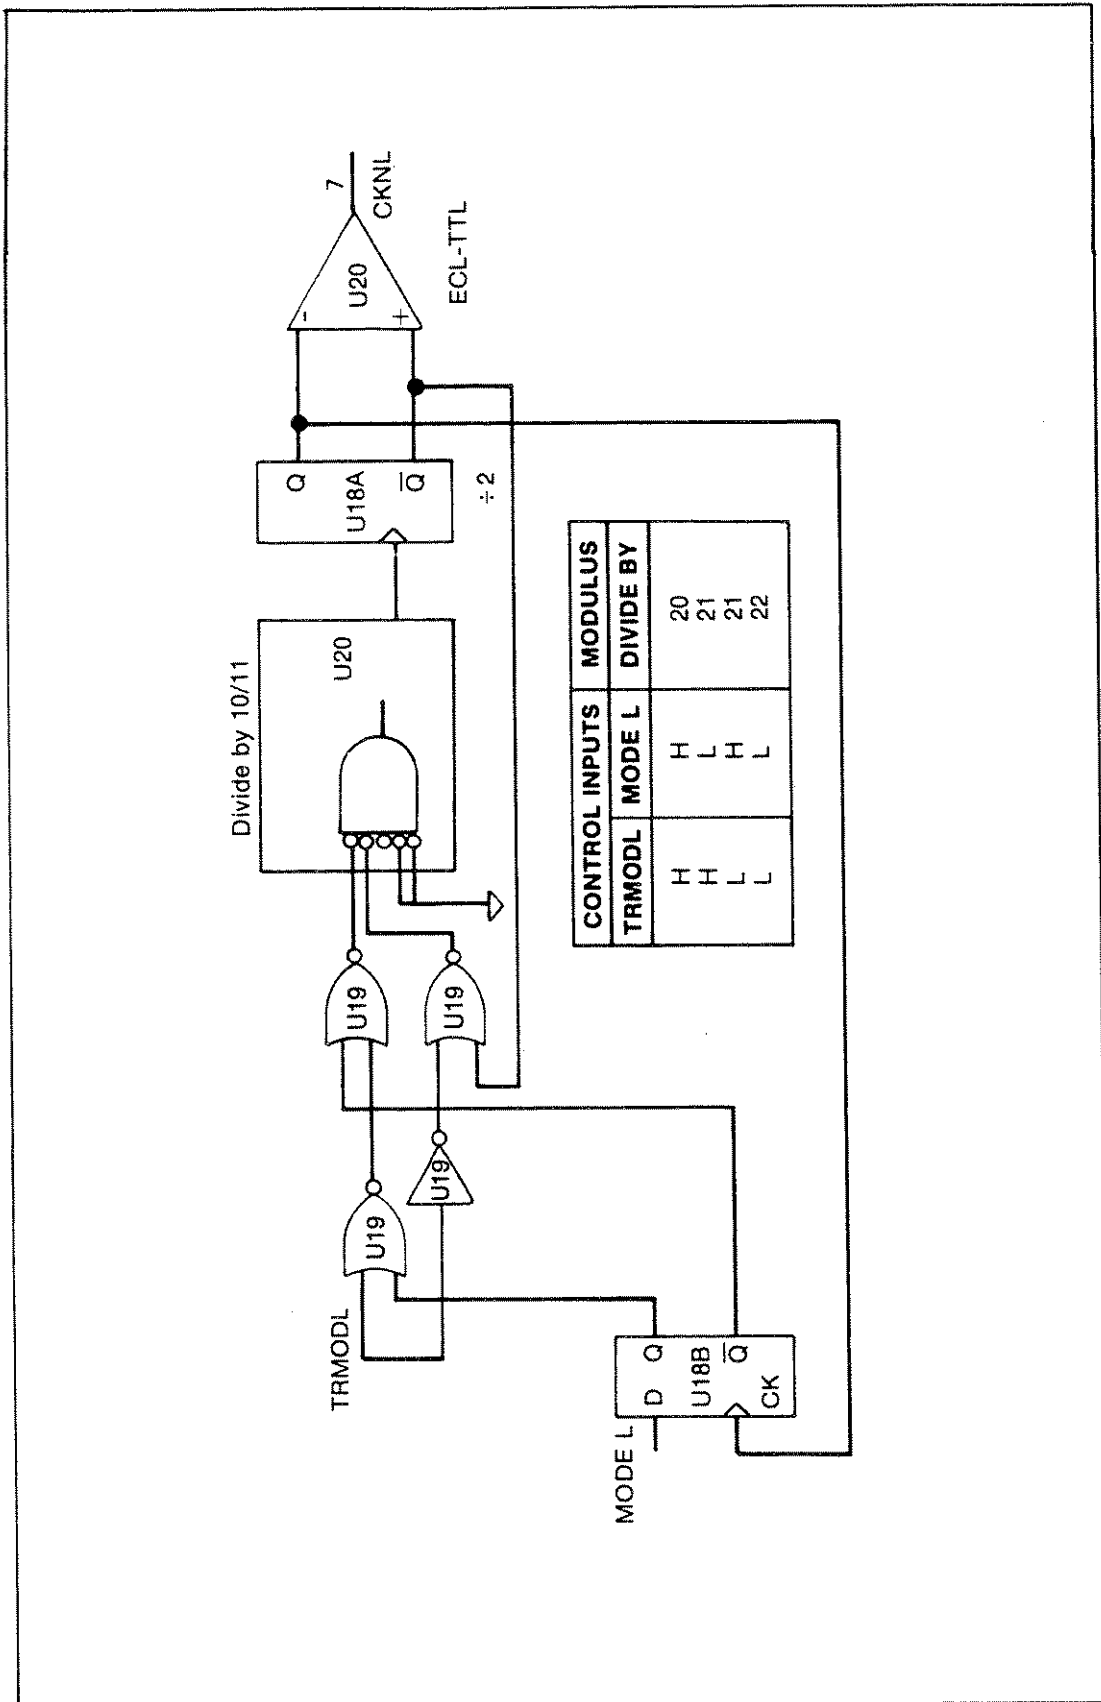 Divide by 10/11
U20
U18A
Q
Q̅
÷2
U20
-
+
7
CKNL
ECL-TTL
TRMODL
U19
U19
U19
U19
MODE L
D
Q
U18B
Q̅
CK
CONTROL INPUTS MODULUS
TRMODL MODE L DIVIDE BY
H H 20
H L 21
L H 21
L L 22